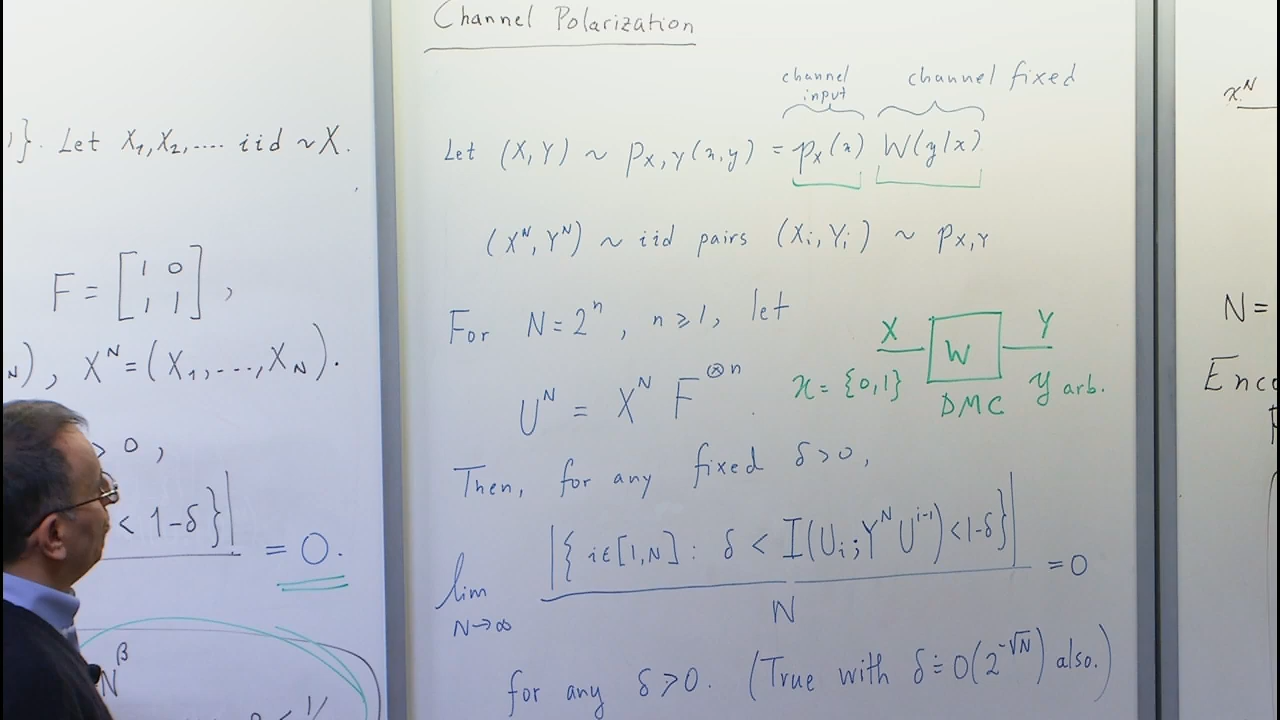 Channel Polarization
channel input
channel fixed
Let (X,Y) ~ p_{X,Y}(x,y) = p_X(x) W(y|x)
(X^N, Y^N) ~ iid pairs (X_i, Y_i) ~ p_{X,Y}
For N = 2^n, n ≥ 1, let
U^N = X^N F^{⊗n}.
X W Y
𝒳 = {0,1} DMC 𝒴 arb.
Then, for any fixed δ>0,
lim_{N→∞} |{ i∈[1,N] : δ < I(U_i; Y^N U^{i-1}) < 1-δ }| / N = 0
for any δ>0. (True with δ ≐ O(2^{-√N}) also.)
}. Let X_1, X_2, .... iid ~ X.
F = [1 0
1 1],
), X^N = (X_1, ..., X_N).
> 0,
< 1-δ }| = 0.
N^β
x^N
N =
Enc